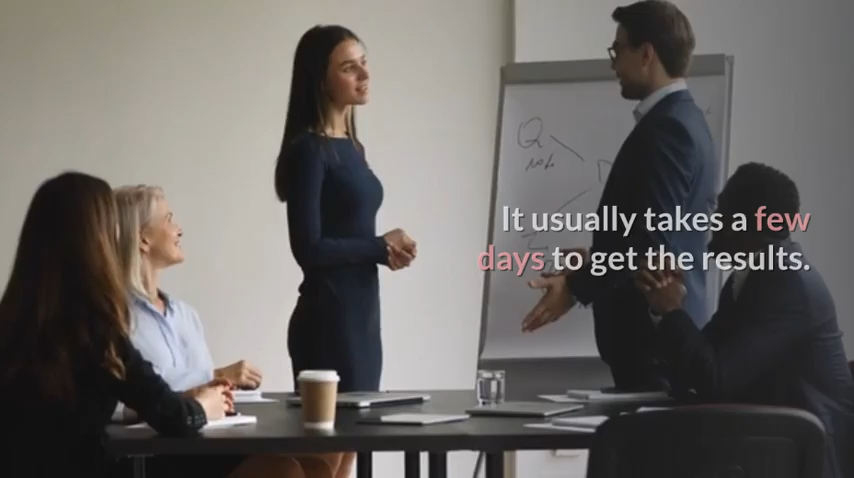 Q
It usually takes a few
days to get the results.